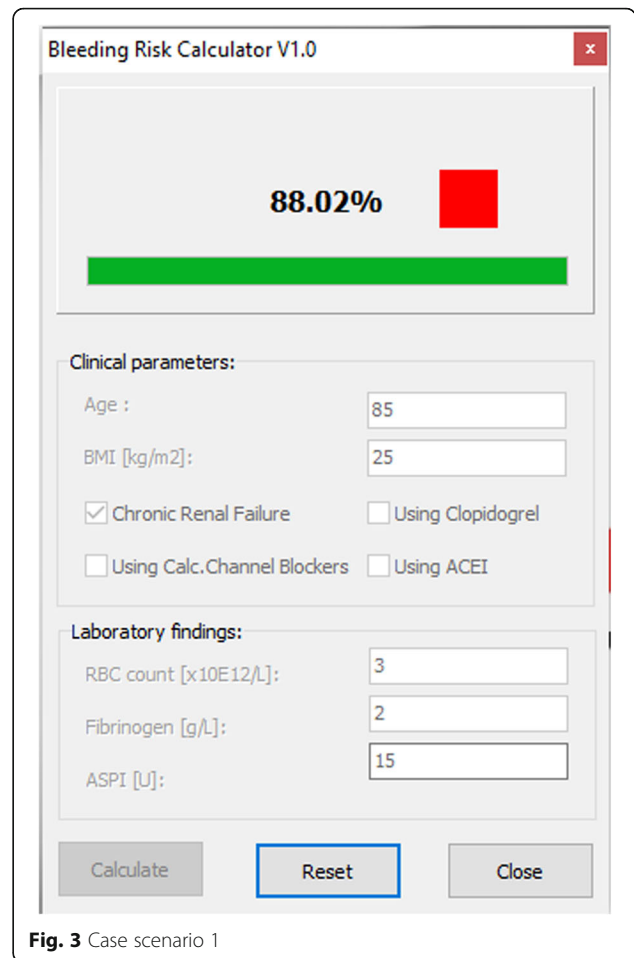 Bleeding Risk Calculator V1.0 x
88.02%
Clinical parameters:
Age : 85
BMI [kg/m2]: 25
Chronic Renal Failure Using Clopidogrel
Using Calc.Channel Blockers Using ACEI
Laboratory findings:
RBC count [x10E12/L]: 3
Fibrinogen [g/L]: 2
ASPI [U]: 15
Calculate Reset Close
Fig. 3 Case scenario 1